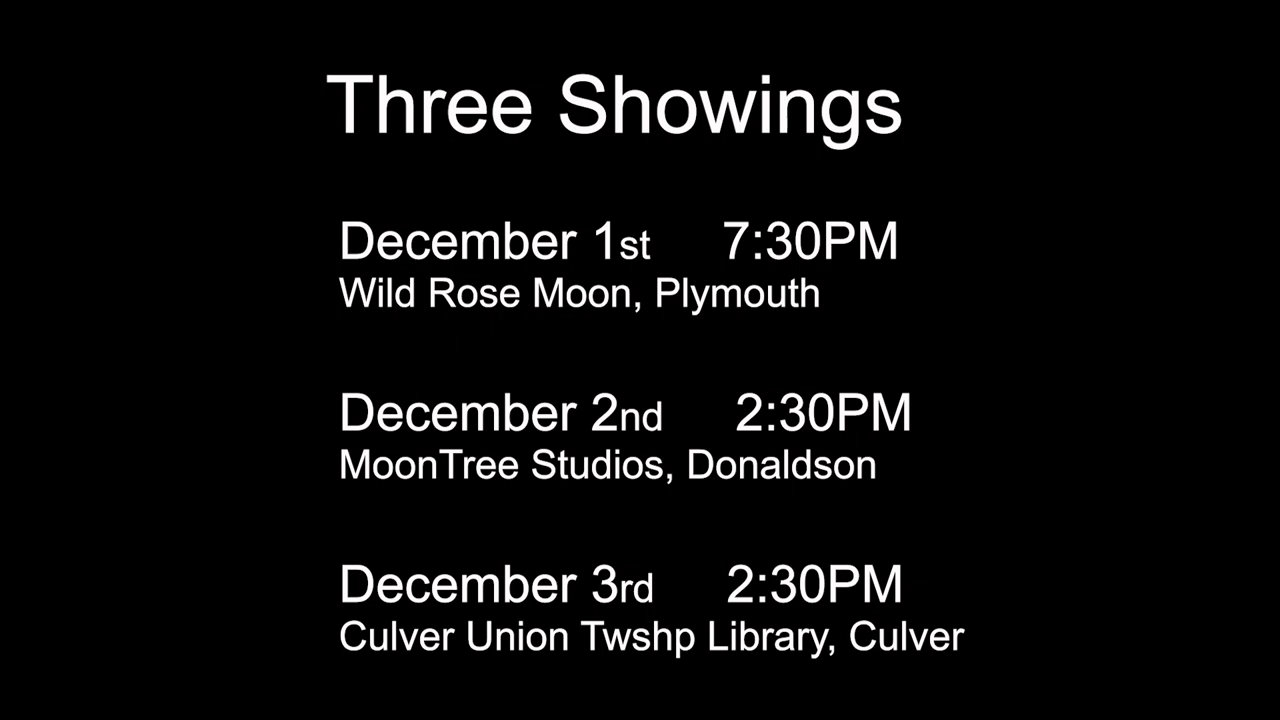 Three Showings
December 1st 7:30PM
Wild Rose Moon, Plymouth
December 2nd 2:30PM
MoonTree Studios, Donaldson
December 3rd 2:30PM
Culver Union Twshp Library, Culver